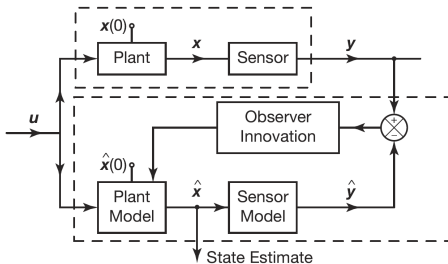 x(0)
x
y
Plant
Sensor
u
Observer
Innovation
+
−
x̂(0)
Plant
Model
x̂
Sensor
Model
ŷ
State Estimate